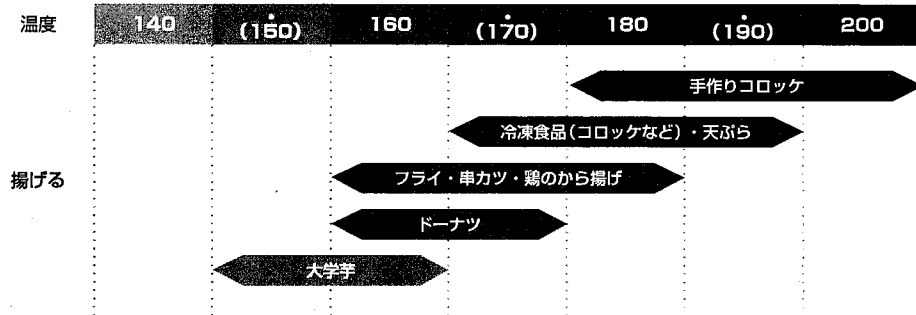 温度 140 (150) 160 (170) 180 (190) 200
手作りコロッケ
冷凍食品(コロッケなど)・天ぷら
揚げる
フライ・串カツ・鶏のから揚げ
ドーナツ
大学芋